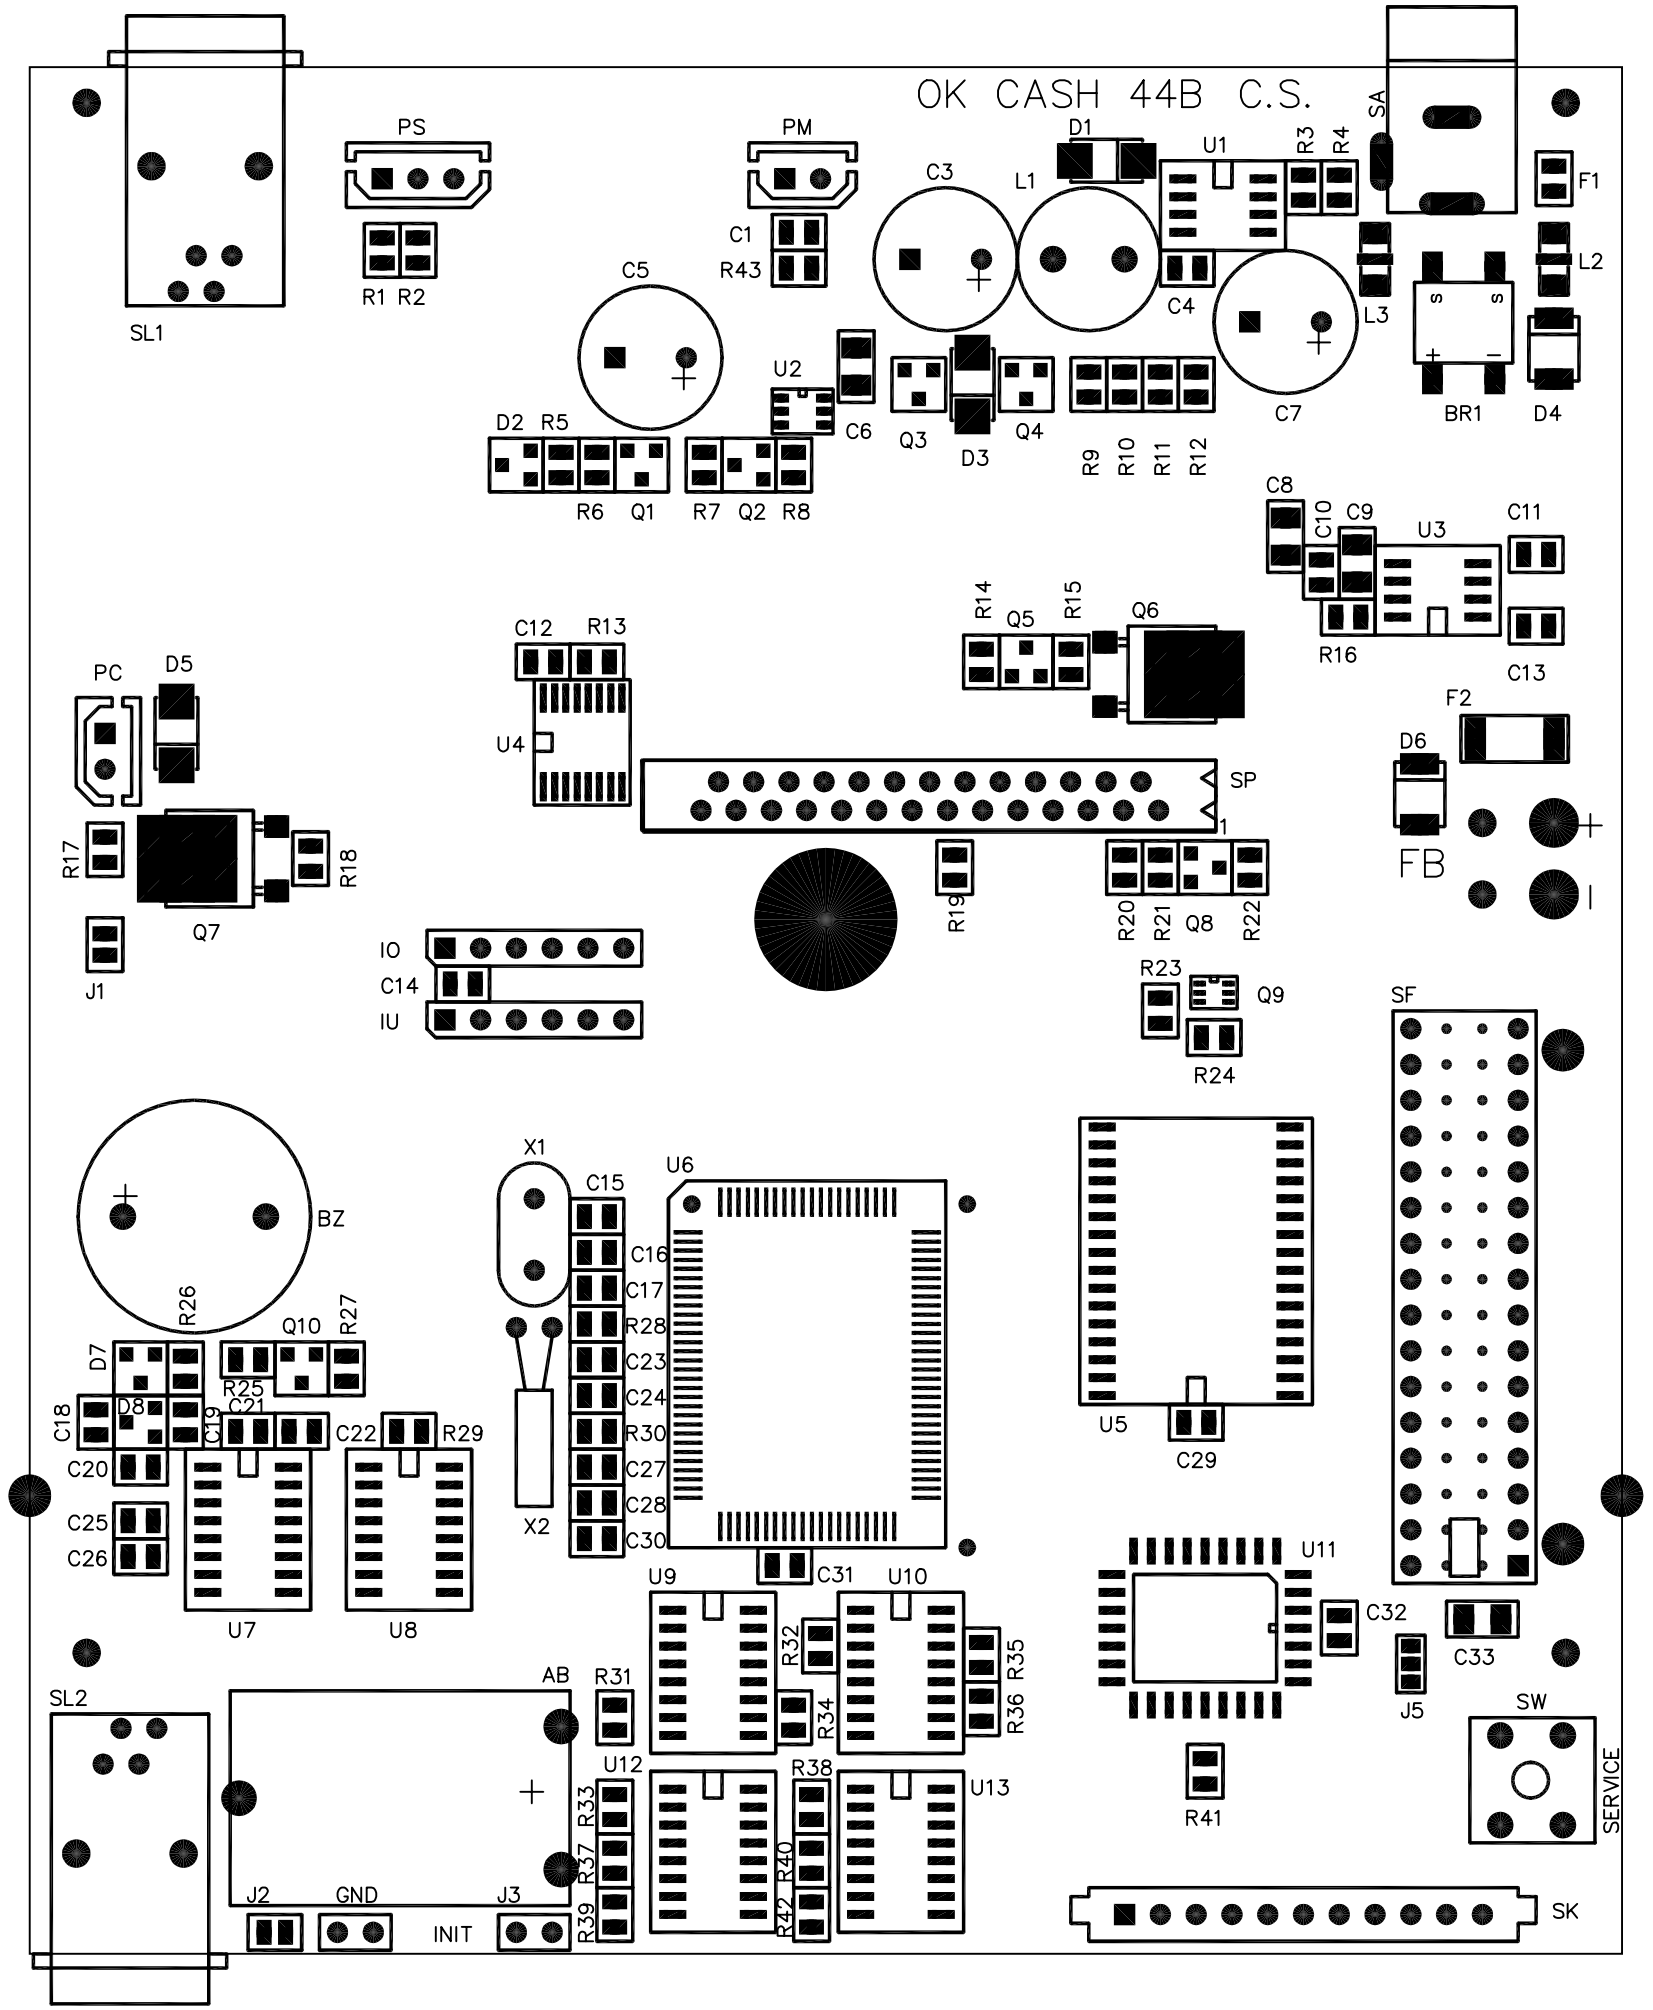 OK CASH 44B C.S.
SA
PS
PM
D1
U1
R3
R4
C3
L1
F1
C1
R43
C5
L2
R1
R2
C4
L3
S
S
SL1
+
+
+
U2
+
−
C6
Q3
D3
Q4
C7
BR1
D4
D2
R5
R9
R10
R11
R12
R6
Q1
R7
Q2
R8
C8
C10
C9
U3
C11
R14
Q5
R15
Q6
C12
R13
R16
C13
PC
D5
F2
U4
D6
SP
1
+
R17
R18
FB
−
Q7
R19
R20
R21
Q8
R22
IO
C14
IU
J1
R23
Q9
SF
R24
X1
U6
C15
+
BZ
C16
C17
R26
R28
Q10
R27
D7
C23
R25
C24
C18
D8
C19
C21
C22
R29
R30
U5
C29
C20
C27
C28
C25
X2
C30
C26
C31
U11
U9
U10
U7
U8
C32
R32
R35
C33
R31
R34
R36
SL2
AB
J5
SW
U12
R38
U13
+
R33
SERVICE
R41
R37
R40
J2
GND
J3
R39
R42
INIT
SK